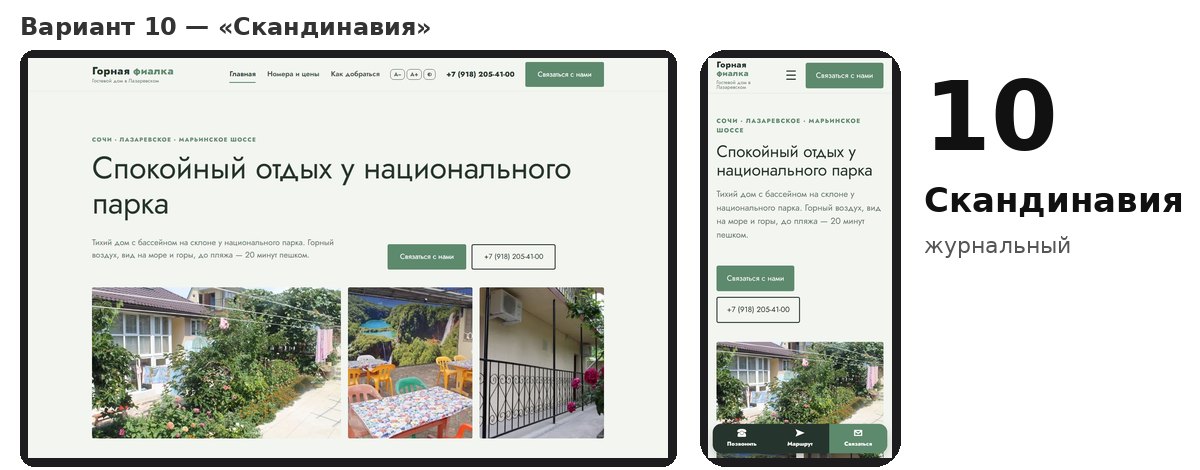 Вариант 10 — «Скандинавия»
Горная фиалка
Гостевой дом в Лазаревском
Главная Номера и цены Как добраться A− A+ +7 (918) 205-41-00 Связаться с нами
СОЧИ · ЛАЗАРЕВСКОЕ · МАРЬИНСКОЕ ШОССЕ
Спокойный отдых у национального
парка
Тихий дом с бассейном на склоне у национального парка. Горный
воздух, вид на море и горы, до пляжа — 20 минут пешком.
Связаться с нами +7 (918) 205-41-00
Горная
фиалка
Гостевой дом в
Лазаревском
Связаться с нами
СОЧИ · ЛАЗАРЕВСКОЕ · МАРЬИНСКОЕ
ШОССЕ
Спокойный отдых у
национального парка
Тихий дом с бассейном на склоне у
национального парка. Горный воздух, вид
на море и горы, до пляжа — 20 минут
пешком.
Связаться с нами
+7 (918) 205-41-00
Позвонить Маршрут Связаться
10
Скандинавия
журнальный